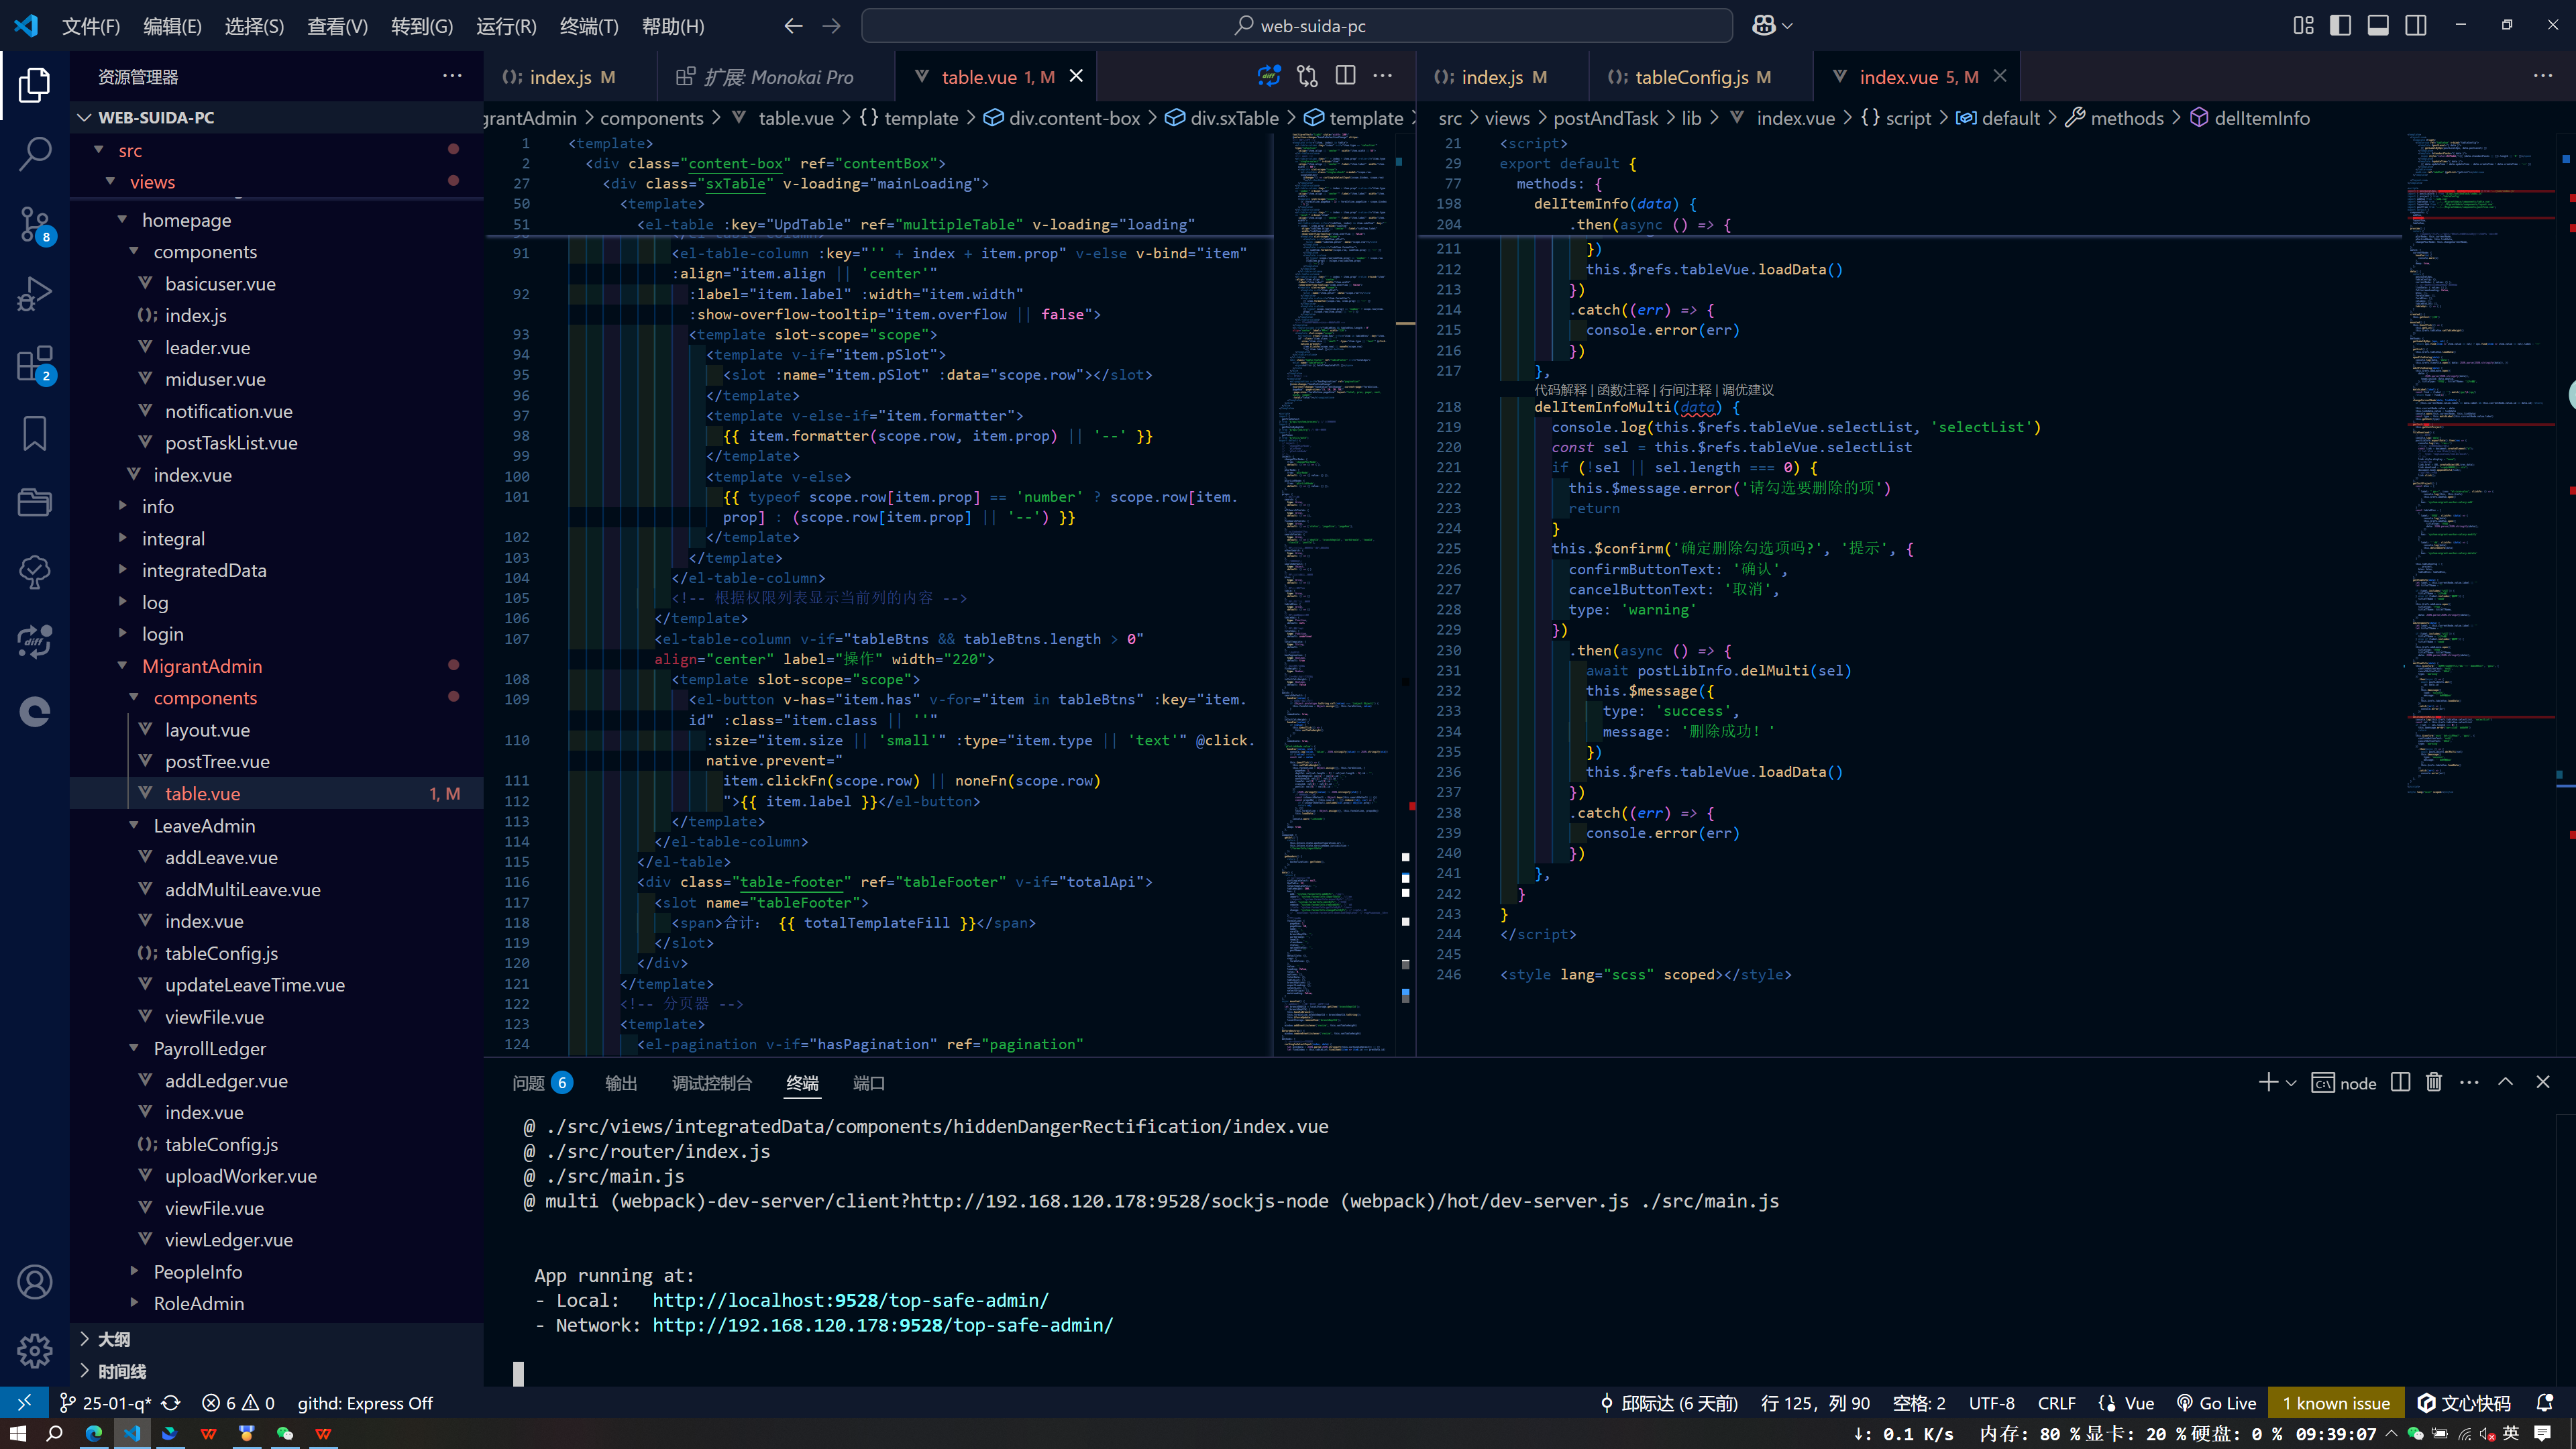 文件(F) 编辑(E) 选择(S) 查看(V) 转到(G) 运行(R) 终端(T) 帮助(H)
web-suida-pc
资源管理器
WEB-SUIDA-PC
src
views
homepage
components
basicuser.vue
index.js
leader.vue
miduser.vue
notification.vue
postTaskList.vue
index.vue
info
integral
integratedData
log
login
MigrantAdmin
components
layout.vue
postTree.vue
table.vue 1, M
LeaveAdmin
addLeave.vue
addMultiLeave.vue
index.vue
tableConfig.js
updateLeaveTime.vue
viewFile.vue
PayrollLedger
addLedger.vue
index.vue
tableConfig.js
uploadWorker.vue
viewFile.vue
viewLedger.vue
PeopleInfo
RoleAdmin
大纲
时间线
8
2
index.js M
扩展: Monokai Pro
table.vue 1, M
grantAdmin > components > table.vue > {} template > div.content-box > div.sxTable > template >
1 <template>
2 <div class="content-box" ref="contentBox">
27 <div class="sxTable" v-loading="mainLoading">
50 <template>
51 <el-table :key="UpdTable" ref="multipleTable" v-loading="loading"
91 <el-table-column :key="'' + index + item.prop" v-else v-bind="item"
:align="item.align || 'center'"
92 :label="item.label" :width="item.width"
:show-overflow-tooltip="item.overflow || false">
93 <template slot-scope="scope">
94 <template v-if="item.pSlot">
95 <slot :name="item.pSlot" :data="scope.row"></slot>
96 </template>
97 <template v-else-if="item.formatter">
98 {{ item.formatter(scope.row, item.prop) || '--' }}
99 </template>
100 <template v-else>
101 {{ typeof scope.row[item.prop] == 'number' ? scope.row[item.
prop] : (scope.row[item.prop] || '--') }}
102 </template>
103 </template>
104 </el-table-column>
105 <!-- 根据权限列表显示当前列的内容 -->
106 </template>
107 <el-table-column v-if="tableBtns && tableBtns.length > 0"
align="center" label="操作" width="220">
108 <template slot-scope="scope">
109 <el-button v-has="item.has" v-for="item in tableBtns" :key="item.
id" :class="item.class || ''"
110 :size="item.size || 'small'" :type="item.type || 'text'" @click.
native.prevent="
111 item.clickFn(scope.row) || noneFn(scope.row)
112 ">{{ item.label }}</el-button>
113 </template>
114 </el-table-column>
115 </el-table>
116 <div class="table-footer" ref="tableFooter" v-if="totalApi">
117 <slot name="tableFooter">
118 <span>合计： {{ totalTemplateFill }}</span>
119 </slot>
120 </div>
121 </template>
122 <!-- 分页器 -->
123 <template>
124 <el-pagination v-if="hasPagination" ref="pagination"
index.js M
tableConfig.js M
index.vue 5, M
src > views > postAndTask > lib > index.vue > {} script > default > methods > delItemInfo
21 <script>
29 export default {
77 methods: {
198 delItemInfo(data) {
204 .then(async () => {
211 })
212 this.$refs.tableVue.loadData()
213 })
214 .catch((err) => {
215 console.error(err)
216 })
217 },
代码解释 | 函数注释 | 行间注释 | 调优建议
218 delItemInfoMulti(data) {
219 console.log(this.$refs.tableVue.selectList, 'selectList')
220 const sel = this.$refs.tableVue.selectList
221 if (!sel || sel.length === 0) {
222 this.$message.error('请勾选要删除的项')
223 return
224 }
225 this.$confirm('确定删除勾选项吗?', '提示', {
226 confirmButtonText: '确认',
227 cancelButtonText: '取消',
228 type: 'warning'
229 })
230 .then(async () => {
231 await postLibInfo.delMulti(sel)
232 this.$message({
233 type: 'success',
234 message: '删除成功! '
235 })
236 this.$refs.tableVue.loadData()
237 })
238 .catch((err) => {
239 console.error(err)
240 })
241 },
242 }
243 }
244 </script>
245
246 <style lang="scss" scoped></style>
问题 6 输出 调试控制台 终端 端口
node
@ ./src/views/integratedData/components/hiddenDangerRectification/index.vue
@ ./src/router/index.js
@ ./src/main.js
@ multi (webpack)-dev-server/client?http://192.168.120.178:9528/sockjs-node (webpack)/hot/dev-server.js ./src/main.js
App running at:
- Local: http://localhost:9528/top-safe-admin/
- Network: http://192.168.120.178:9528/top-safe-admin/
25-01-q* 6 0 githd: Express Off
邱际达 (6 天前) 行 125，列 90 空格: 2 UTF-8 CRLF Vue Go Live 1 known issue 文心快码
↓: 0.1 K/s 内存: 80 % 显卡: 20 % 硬盘: 0 % 09:39:07 英